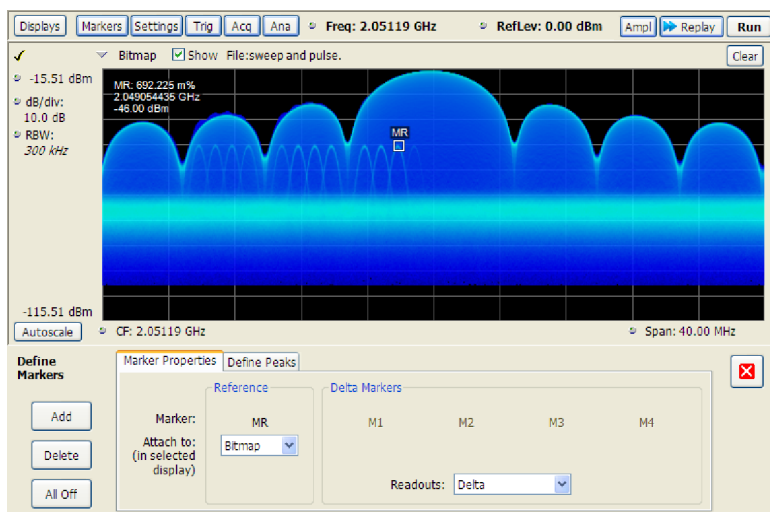 Displays Markers Settings Trig Acq Ana Freq: 2.05119 GHz RefLev: 0.00 dBm Ampl Replay Run
Bitmap Show File:sweep and pulse. Clear
-15.51 dBm
dB/div:
10.0 dB
RBW:
300 kHz
MR: 692.225 m%
2.049054435 GHz
-46.00 dBm
MR
-115.51 dBm
Autoscale CF: 2.05119 GHz Span: 40.00 MHz
Define
Markers
Marker Properties Define Peaks
Reference Delta Markers
Add
Delete
All Off
Marker: MR M1 M2 M3 M4
Attach to:
(in selected
display)
Bitmap
Readouts: Delta